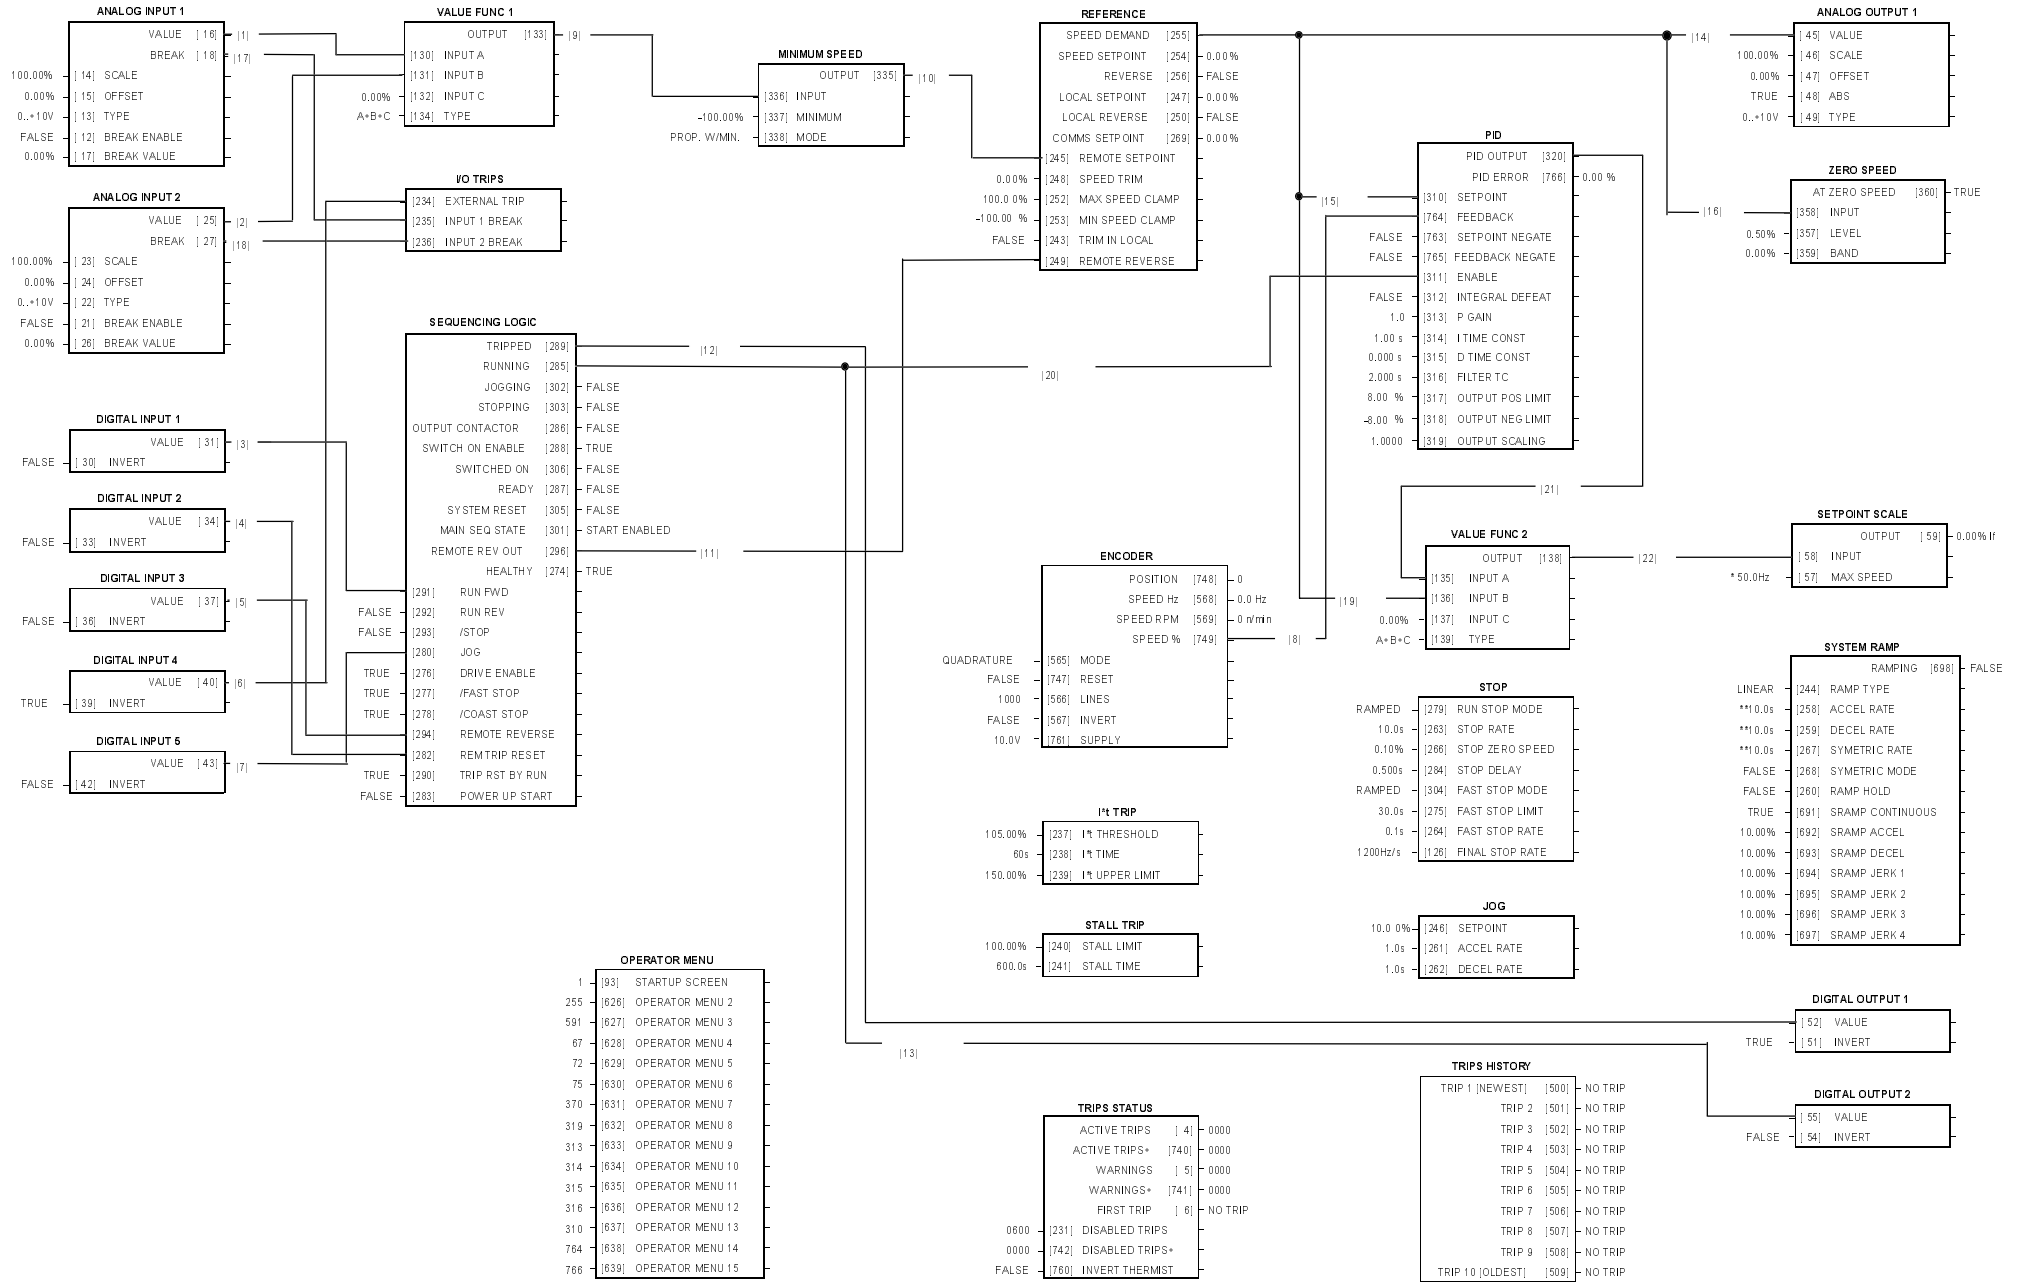 ANALOG INPUT 1
VALUE [ 16] |1|
BREAK [ 18] |17|
100.00% [ 14] SCALE
0.00% [ 15] OFFSET
0..+10V [ 13] TYPE
FALSE [ 12] BREAK ENABLE
0.00% [ 17] BREAK VALUE
ANALOG INPUT 2
VALUE [ 25] |2|
BREAK [ 27] |18|
100.00% [ 23] SCALE
0.00% [ 24] OFFSET
0..+10V [ 22] TYPE
FALSE [ 21] BREAK ENABLE
0.00% [ 26] BREAK VALUE
DIGITAL INPUT 1
VALUE [ 31] |3|
FALSE [ 30] INVERT
DIGITAL INPUT 2
VALUE [ 34] |4|
FALSE [ 33] INVERT
DIGITAL INPUT 3
VALUE [ 37] |5|
FALSE [ 36] INVERT
DIGITAL INPUT 4
VALUE [ 40] |6|
TRUE [ 39] INVERT
DIGITAL INPUT 5
VALUE [ 43] |7|
FALSE [ 42] INVERT
VALUE FUNC 1
OUTPUT [133] |9|
[130] INPUT A
[131] INPUT B
0.00% [132] INPUT C
A+B+C [134] TYPE
I/O TRIPS
[234] EXTERNAL TRIP
[235] INPUT 1 BREAK
[236] INPUT 2 BREAK
SEQUENCING LOGIC
TRIPPED [289] |12|
RUNNING [285] |20|
JOGGING [302] FALSE
STOPPING [303] FALSE
OUTPUT CONTACTOR [286] FALSE
SWITCH ON ENABLE [288] TRUE
SWITCHED ON [306] FALSE
READY [287] FALSE
SYSTEM RESET [305] FALSE
MAIN SEQ STATE [301] START ENABLED
REMOTE REV OUT [296] |11|
HEALTHY [274] TRUE
[291] RUN FWD
FALSE [292] RUN REV
FALSE [293] /STOP
[280] JOG
TRUE [276] DRIVE ENABLE
TRUE [277] /FAST STOP
TRUE [278] /COAST STOP
[294] REMOTE REVERSE
[282] REM TRIP RESET
TRUE [290] TRIP RST BY RUN
FALSE [283] POWER UP START
MINIMUM SPEED
OUTPUT [335] |10|
[336] INPUT
-100.00% [337] MINIMUM
PROP. W/MIN. [338] MODE
REFERENCE
SPEED DEMAND [255]
SPEED SETPOINT [254] 0.00%
REVERSE [256] FALSE
LOCAL SETPOINT [247] 0.00%
LOCAL REVERSE [250] FALSE
COMMS SETPOINT [269] 0.00%
[245] REMOTE SETPOINT
0.00% [248] SPEED TRIM
100.0 0% [252] MAX SPEED CLAMP
-100.00 % [253] MIN SPEED CLAMP
FALSE [243] TRIM IN LOCAL
[249] REMOTE REVERSE
PID
PID OUTPUT [320]
PID ERROR [766] 0.00 %
|15| [310] SETPOINT
[764] FEEDBACK
FALSE [763] SETPOINT NEGATE
FALSE [765] FEEDBACK NEGATE
[311] ENABLE
FALSE [312] INTEGRAL DEFEAT
1.0 [313] P GAIN
1.00 s [314] I TIME CONST
0.000 s [315] D TIME CONST
2.000 s [316] FILTER TC
8.00 % [317] OUTPUT POS LIMIT
-8.00 % [318] OUTPUT NEG LIMIT
1.0000 [319] OUTPUT SCALING
|21|
ANALOG OUTPUT 1
|14| [ 45] VALUE
100.00% [ 46] SCALE
0.00% [ 47] OFFSET
TRUE [ 48] ABS
0..+10V [ 49] TYPE
ZERO SPEED
AT ZERO SPEED [360] TRUE
|16| [358] INPUT
0.50% [357] LEVEL
0.00% [359] BAND
ENCODER
POSITION [748] 0
SPEED Hz [568] 0.0 Hz
SPEED RPM [569] 0 n/min
SPEED % [749] |8|
QUADRATURE [565] MODE
FALSE [747] RESET
1000 [566] LINES
FALSE [567] INVERT
10.0V [761] SUPPLY
VALUE FUNC 2
OUTPUT [138] |22|
[135] INPUT A
|19| [136] INPUT B
0.00% [137] INPUT C
A+B+C [139] TYPE
SETPOINT SCALE
OUTPUT [ 59] 0.00% lf
[ 58] INPUT
* 50.0Hz [ 57] MAX SPEED
STOP
RAMPED [279] RUN STOP MODE
10.0s [263] STOP RATE
0.10% [266] STOP ZERO SPEED
0.500s [284] STOP DELAY
RAMPED [304] FAST STOP MODE
30.0s [275] FAST STOP LIMIT
0.1s [264] FAST STOP RATE
1200Hz/s [126] FINAL STOP RATE
SYSTEM RAMP
RAMPING [698] FALSE
LINEAR [244] RAMP TYPE
**10.0s [258] ACCEL RATE
**10.0s [259] DECEL RATE
**10.0s [267] SYMETRIC RATE
FALSE [268] SYMETRIC MODE
FALSE [260] RAMP HOLD
TRUE [691] SRAMP CONTINUOUS
10.00% [692] SRAMP ACCEL
10.00% [693] SRAMP DECEL
10.00% [694] SRAMP JERK 1
10.00% [695] SRAMP JERK 2
10.00% [696] SRAMP JERK 3
10.00% [697] SRAMP JERK 4
I*t TRIP
105.00% [237] I*t THRESHOLD
60s [238] I*t TIME
150.00% [239] I*t UPPER LIMIT
STALL TRIP
100.00% [240] STALL LIMIT
600.0s [241] STALL TIME
JOG
10.0 0% [246] SETPOINT
1.0s [261] ACCEL RATE
1.0s [262] DECEL RATE
OPERATOR MENU
1 [93] STARTUP SCREEN
255 [626] OPERATOR MENU 2
591 [627] OPERATOR MENU 3
67 [628] OPERATOR MENU 4
72 [629] OPERATOR MENU 5
75 [630] OPERATOR MENU 6
370 [631] OPERATOR MENU 7
319 [632] OPERATOR MENU 8
313 [633] OPERATOR MENU 9
314 [634] OPERATOR MENU 10
315 [635] OPERATOR MENU 11
316 [636] OPERATOR MENU 12
310 [637] OPERATOR MENU 13
764 [638] OPERATOR MENU 14
766 [639] OPERATOR MENU 15
DIGITAL OUTPUT 1
[ 52] VALUE
TRUE [ 51] INVERT
|13|
DIGITAL OUTPUT 2
[ 55] VALUE
FALSE [ 54] INVERT
TRIPS STATUS
ACTIVE TRIPS [ 4] 0000
ACTIVE TRIPS+ [740] 0000
WARNINGS [ 5] 0000
WARNINGS+ [741] 0000
FIRST TRIP [ 6] NO TRIP
0600 [231] DISABLED TRIPS
0000 [742] DISABLED TRIPS+
FALSE [760] INVERT THERMIST
TRIPS HISTORY
TRIP 1 [NEWEST] [500] NO TRIP
TRIP 2 [501] NO TRIP
TRIP 3 [502] NO TRIP
TRIP 4 [503] NO TRIP
TRIP 5 [504] NO TRIP
TRIP 6 [505] NO TRIP
TRIP 7 [506] NO TRIP
TRIP 8 [507] NO TRIP
TRIP 9 [508] NO TRIP
TRIP 10 [OLDEST] [509] NO TRIP